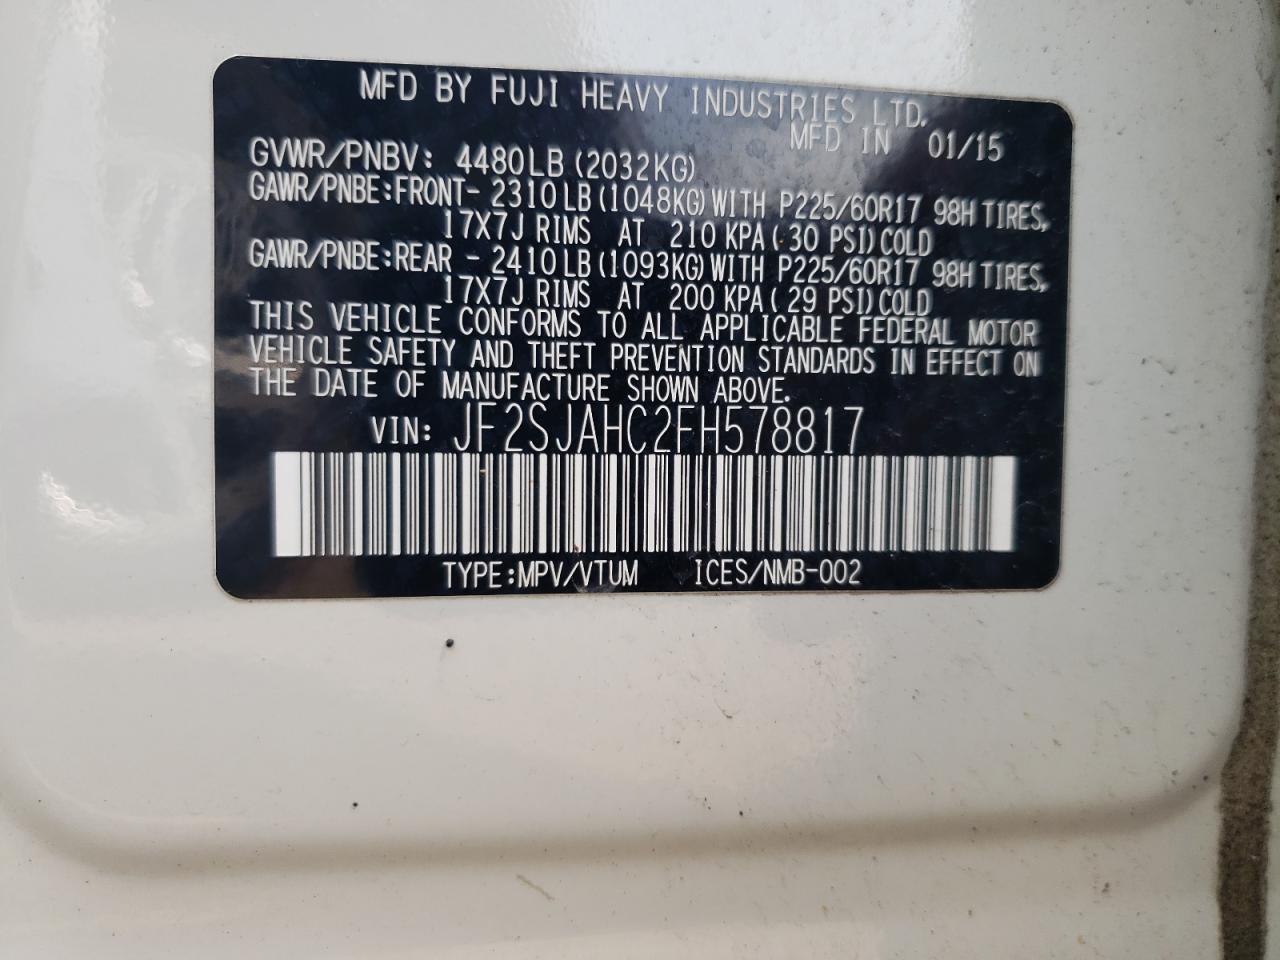 MFD BY FUJI HEAVY INDUSTRIES LTD.
MFD IN 01/15
GVWR/PNBV: 4480LB (2032KG)
GAWR/PNBE:FRONT- 2310LB (1048KG) WITH P225/60R17 98H TIRES,
17X7J RIMS AT 210 KPA ( 30 PSI) COLD
GAWR/PNBE:REAR - 2410LB (1093KG) WITH P225/60R17 98H TIRES,
17X7J RIMS AT 200 KPA ( 29 PSI) COLD
THIS VEHICLE CONFORMS TO ALL APPLICABLE FEDERAL MOTOR
VEHICLE SAFETY AND THEFT PREVENTION STANDARDS IN EFFECT ON
THE DATE OF MANUFACTURE SHOWN ABOVE.
VIN: JF2SJAHC2FH578817
TYPE:MPV/VTUM ICES/NMB-002